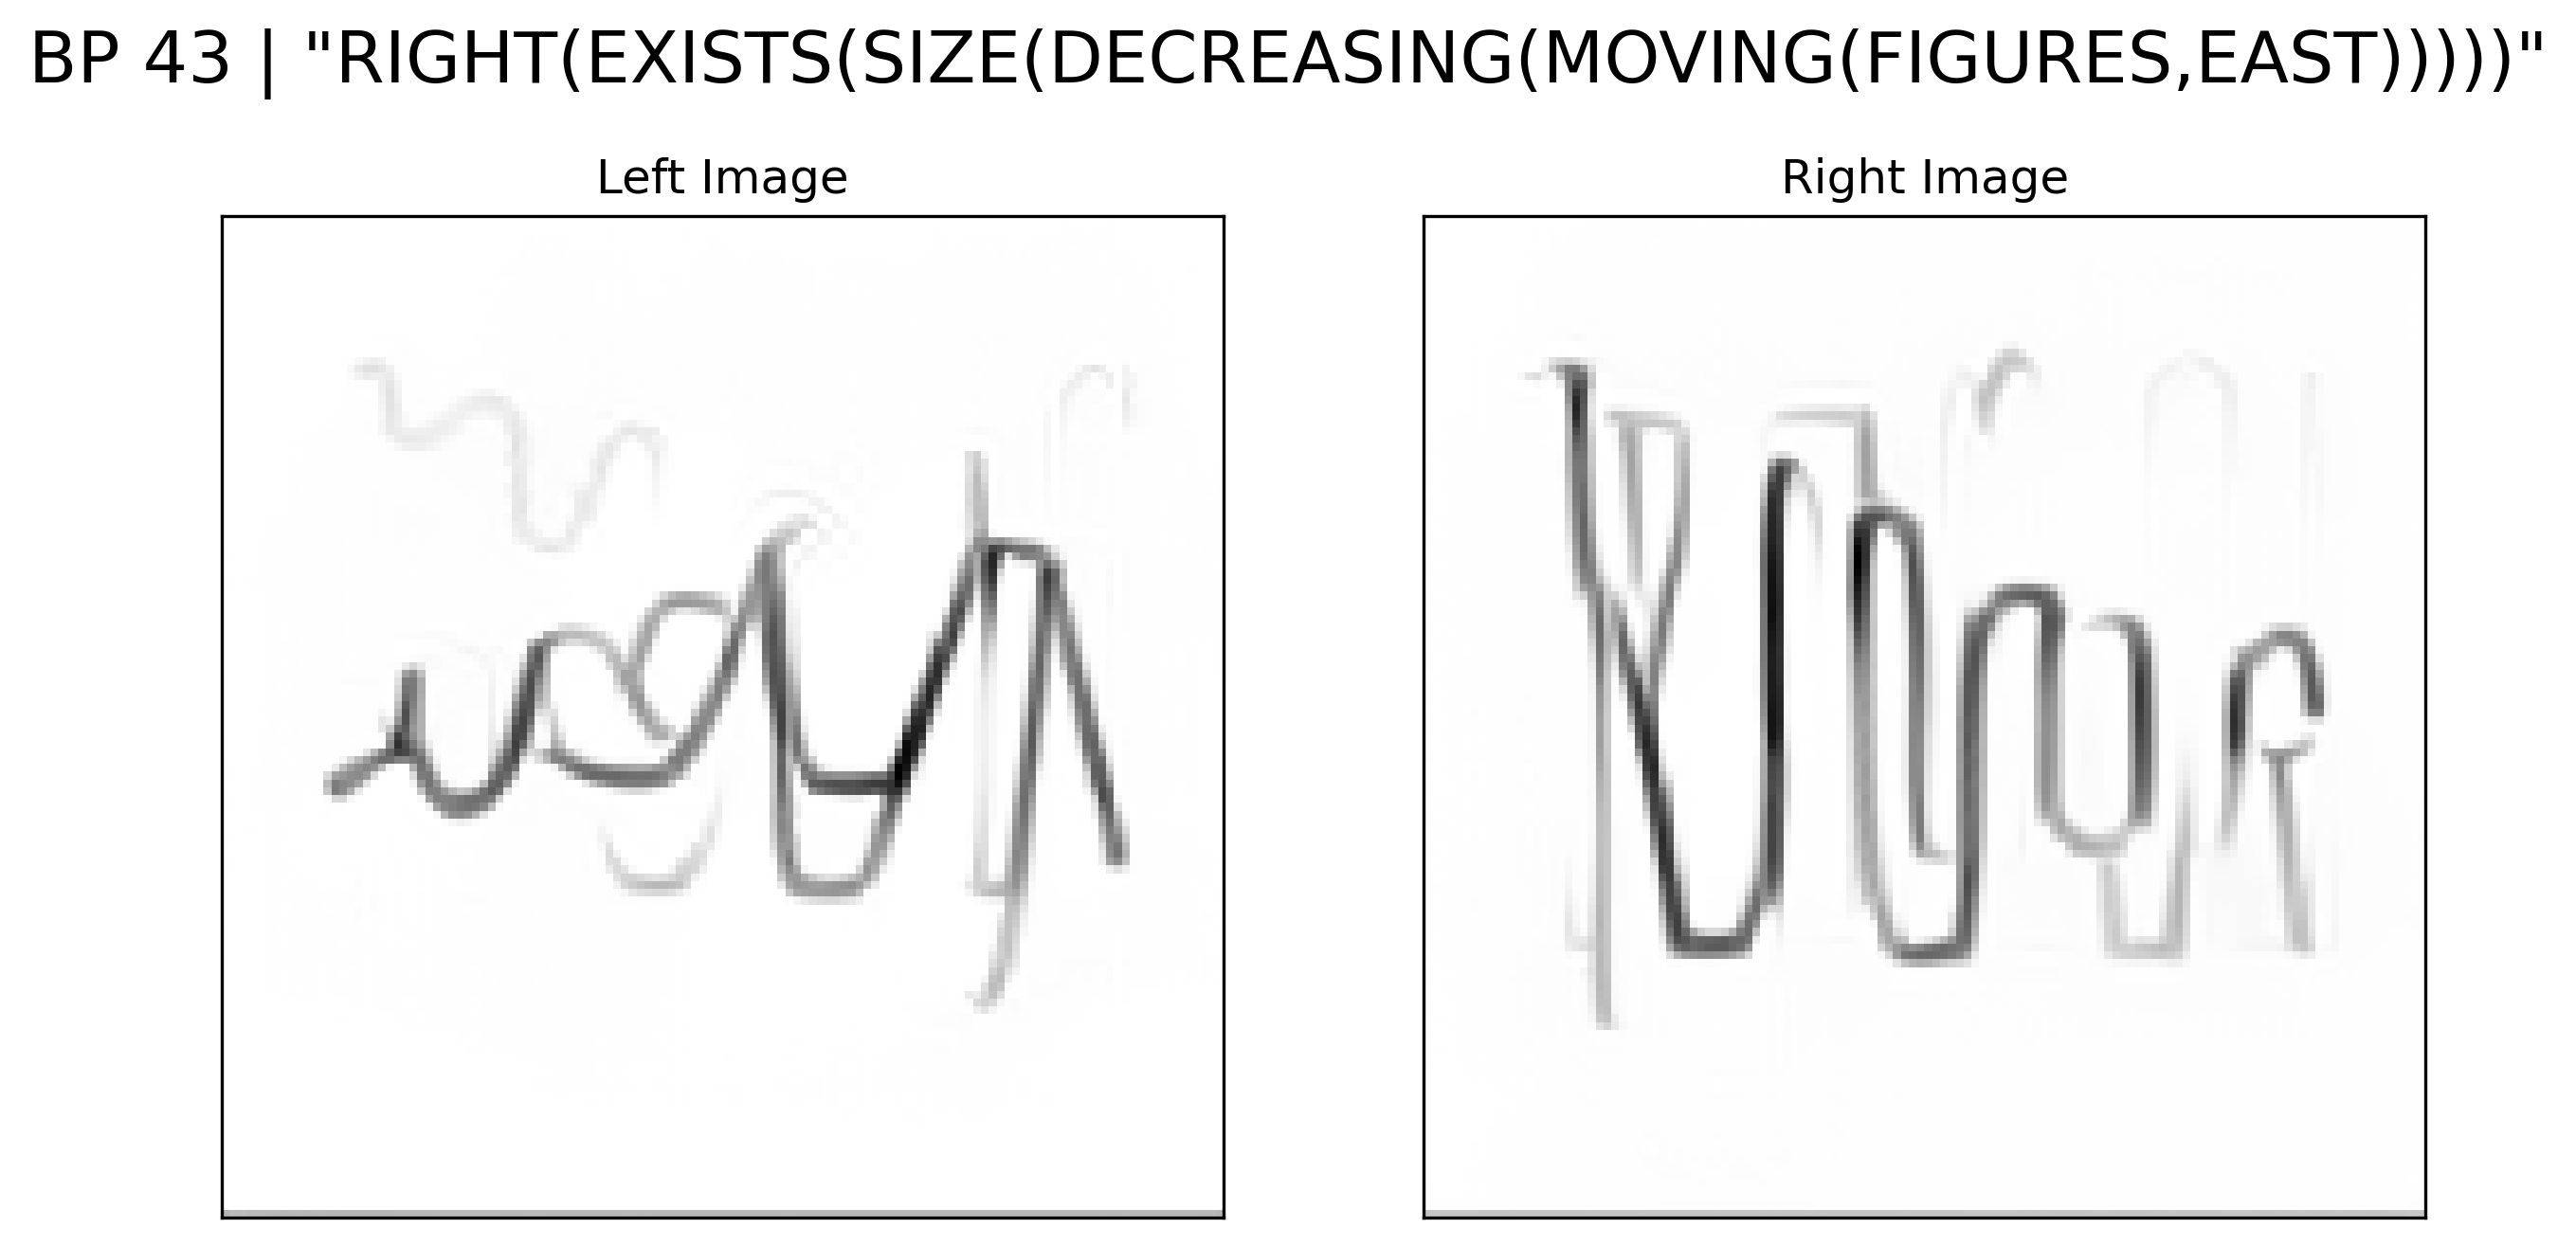 BP 43 | "RIGHT(EXISTS(SIZE(DECREASING(MOVING(FIGURES,EAST)))))"
Left Image
Right Image